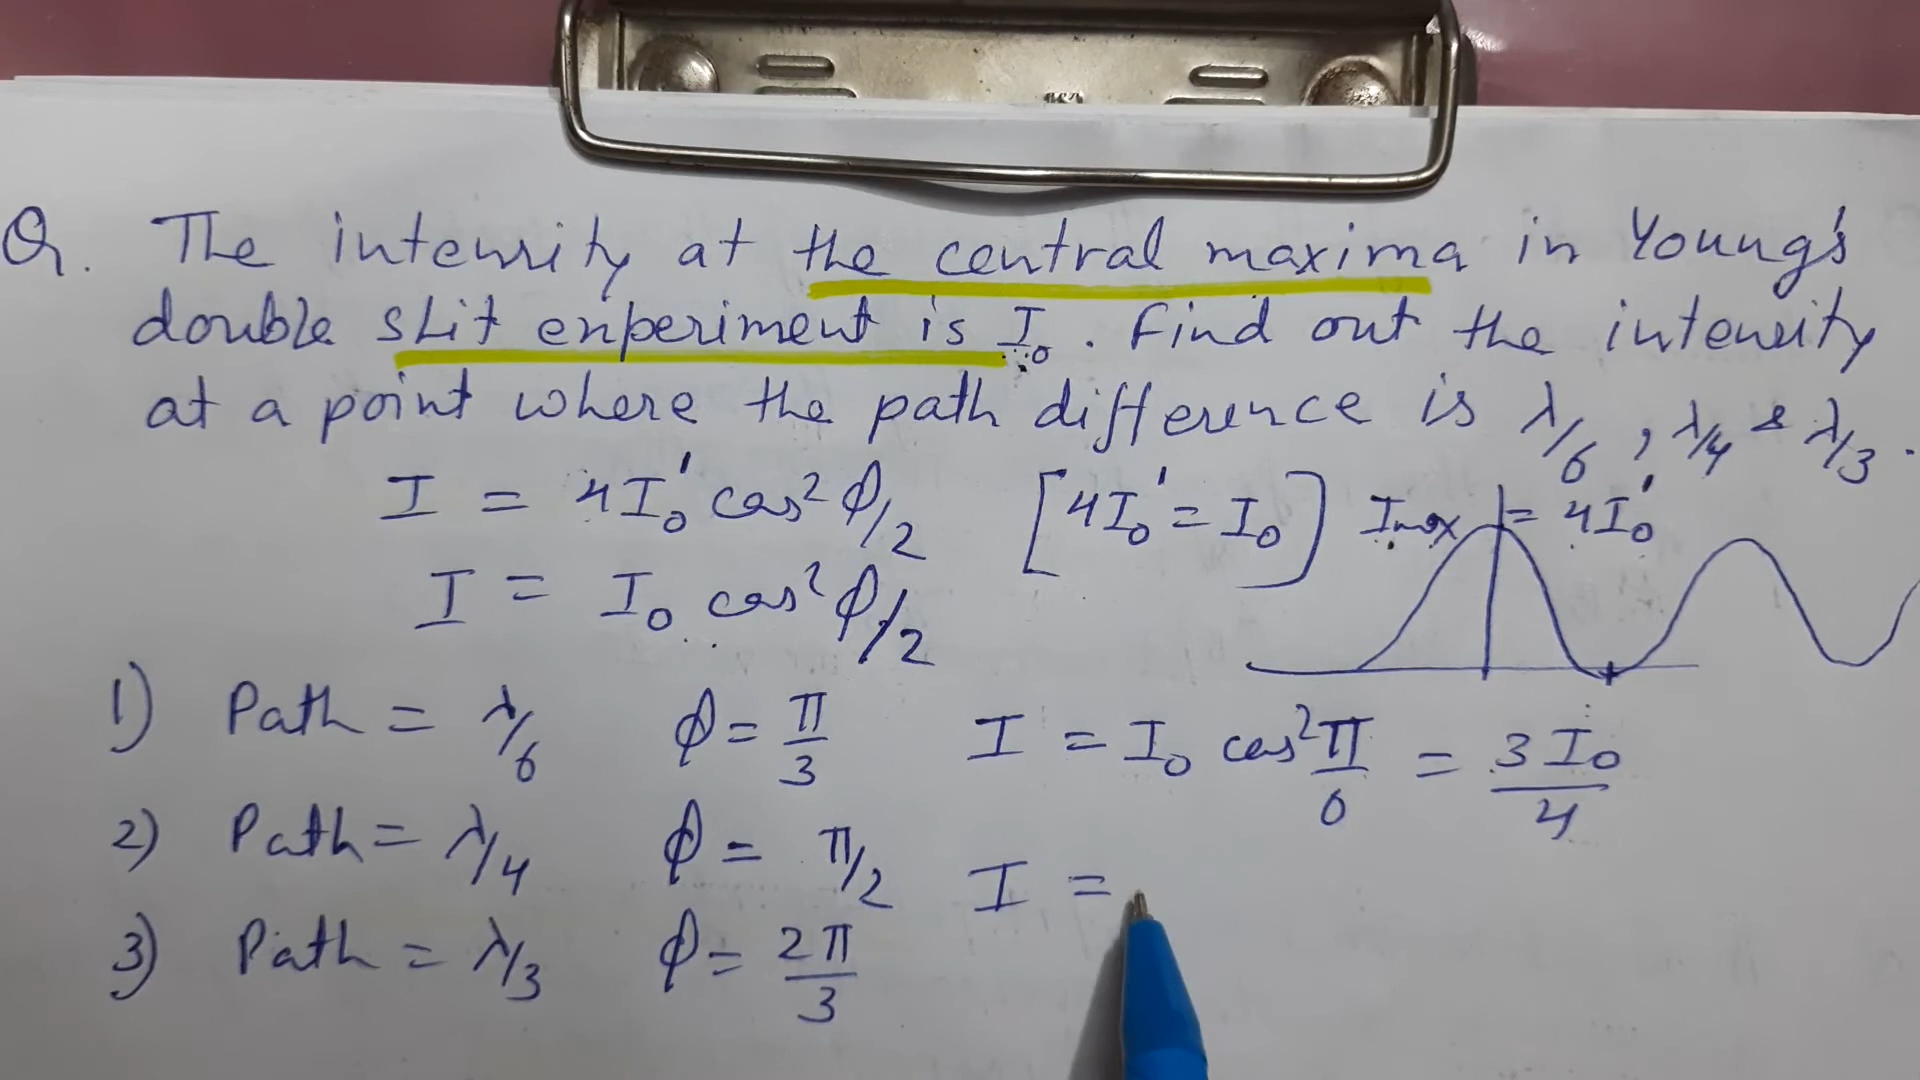 Q. The intensity at the central maxima in Young's
double slit experiment is I₀. Find out the intensity
at a point where the path difference is λ/6, λ/4 & λ/3.
I = 4I₀' cos² ϕ/2 [4I₀' = I₀] Imax = 4I₀'
I = I₀ cos² ϕ/2
1) Path = λ/6 ϕ = π/3 I = I₀ cos² π/6 = 3I₀/4
2) Path = λ/4 ϕ = π/2 I =
3) Path = λ/3 ϕ = 2π/3